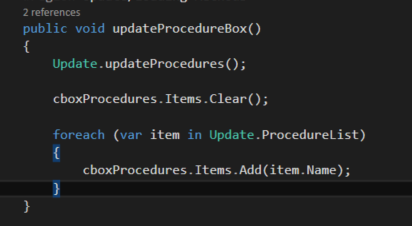 2 references
public void updateProcedureBox()
{
Update.updateProcedures();
cboxProcedures.Items.Clear();
foreach (var item in Update.ProcedureList)
{
cboxProcedures.Items.Add(item.Name);
}
}